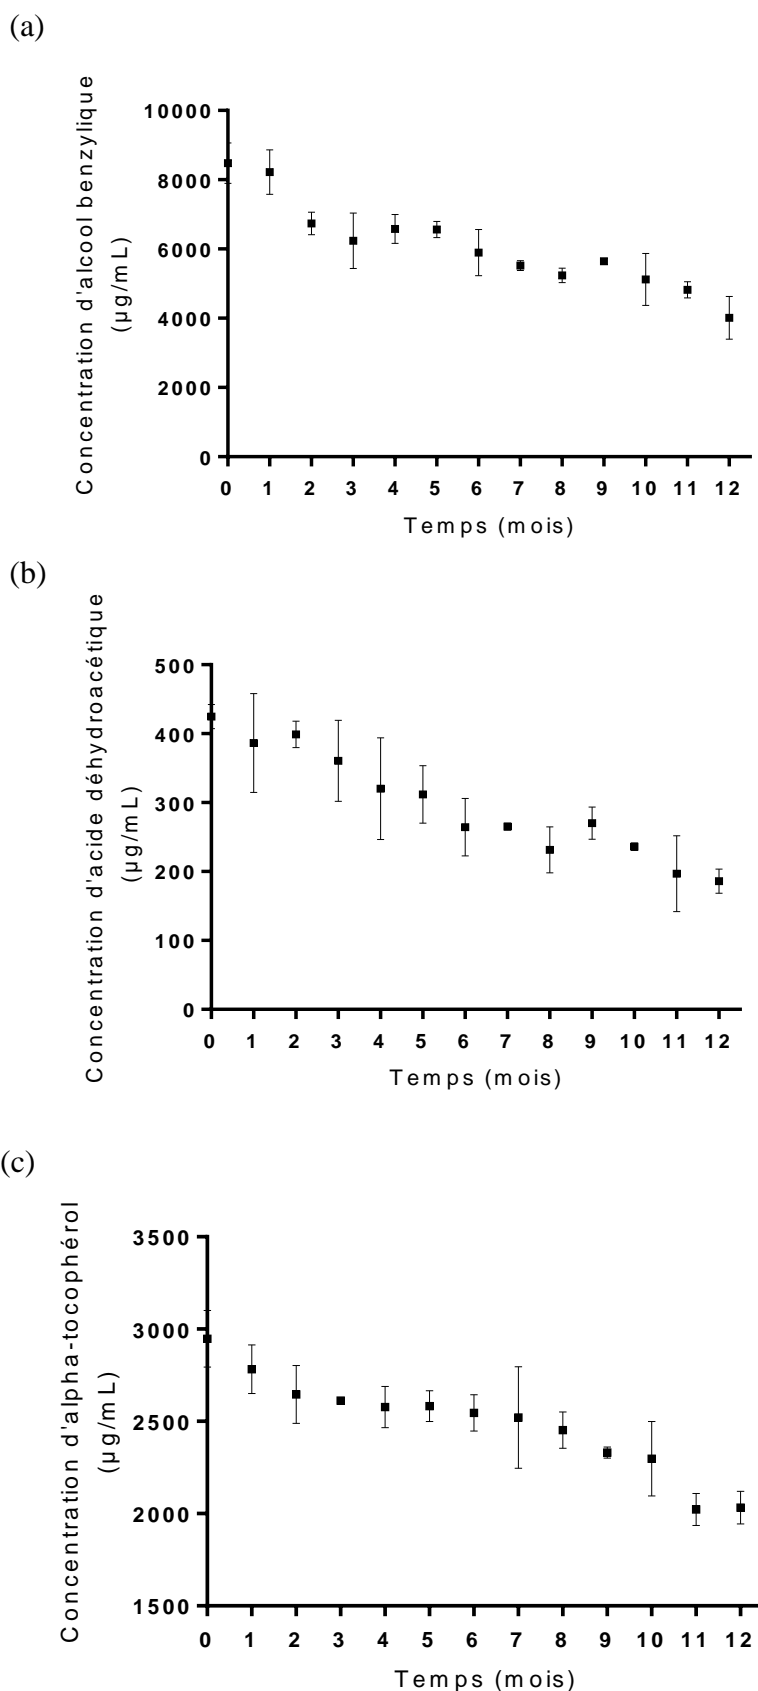 (a)
Concentration d'alcool benzylique
(µg/mL)
10000
8000
6000
4000
2000
0
0 1 2 3 4 5 6 7 8 9 10 11 12
Temps (mois)
(b)
Concentration d'acide déhydroacétique
(µg/mL)
500
400
300
200
100
0
0 1 2 3 4 5 6 7 8 9 10 11 12
Temps (mois)
(c)
Concentration d'alpha-tocophérol
(µg/mL)
3500
3000
2500
2000
1500
0 1 2 3 4 5 6 7 8 9 10 11 12
Temps (mois)